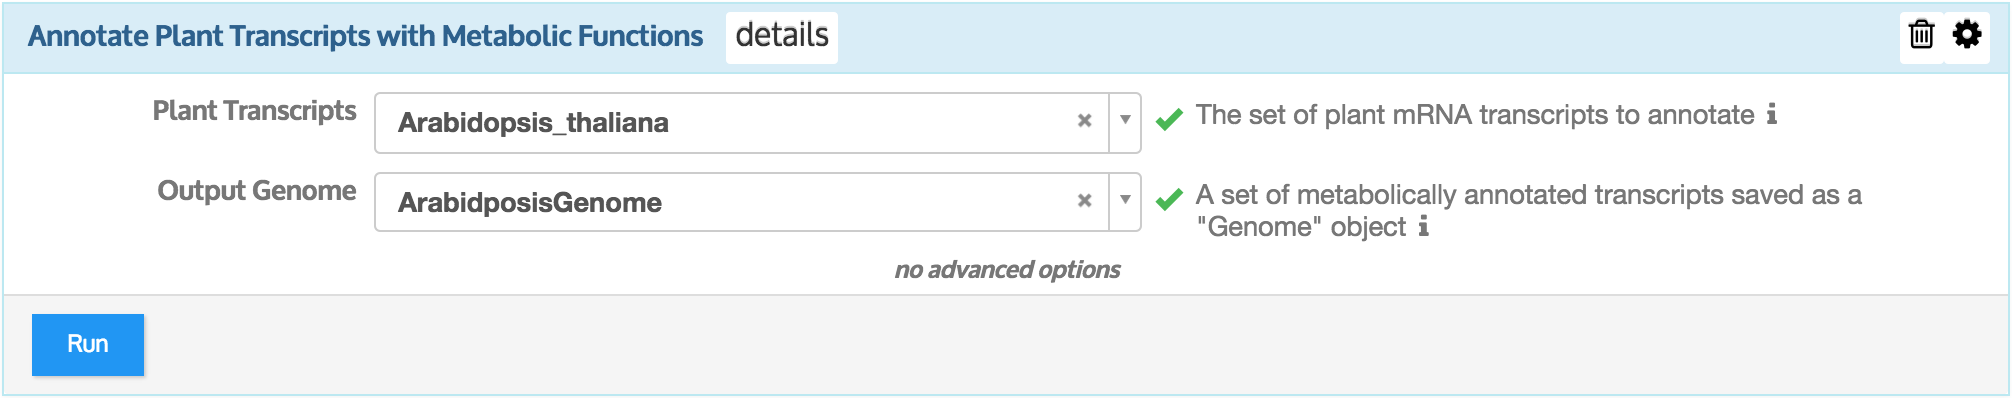 Annotate Plant Transcripts with Metabolic Functions details
Plant Transcripts Arabidopsis_thaliana The set of plant mRNA transcripts to annotate
Output Genome ArabidposisGenome A set of metabolically annotated transcripts saved as a
"Genome" object
no advanced options
Run